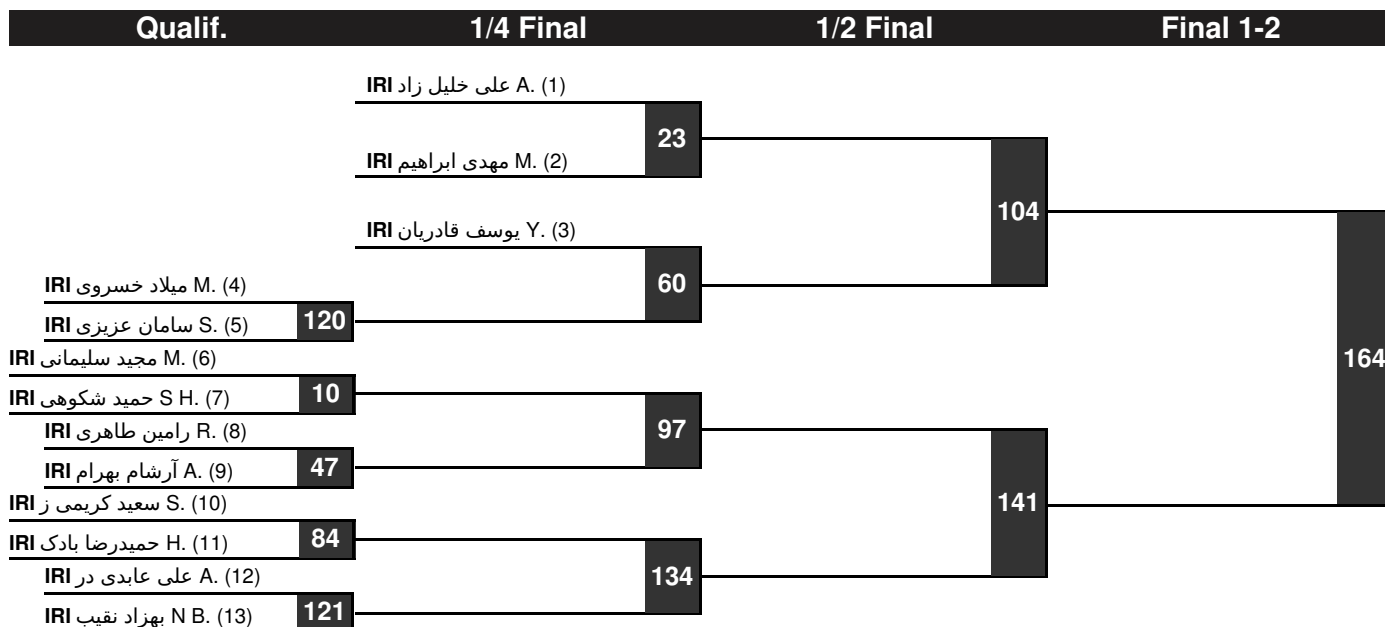 Qualif. 1/4 Final 1/2 Final Final 1-2
IRI علی خلیل زاد A. (1)
23
IRI مهدی ابراهیم M. (2)
104
IRI یوسف قادریان Y. (3)
60
IRI میلاد خسروی M. (4)
120
IRI سامان عزیزی S. (5)
164
IRI مجید سلیمانی M. (6)
10
IRI حمید شکوهی S H. (7)
97
IRI رامین طاهری R. (8)
47
IRI آرشام بهرام A. (9)
141
IRI سعید کریمی ز S. (10)
84
IRI حمیدرضا بادک H. (11)
134
IRI علی عابدی در A. (12)
121
IRI بهزاد نقیب N B. (13)